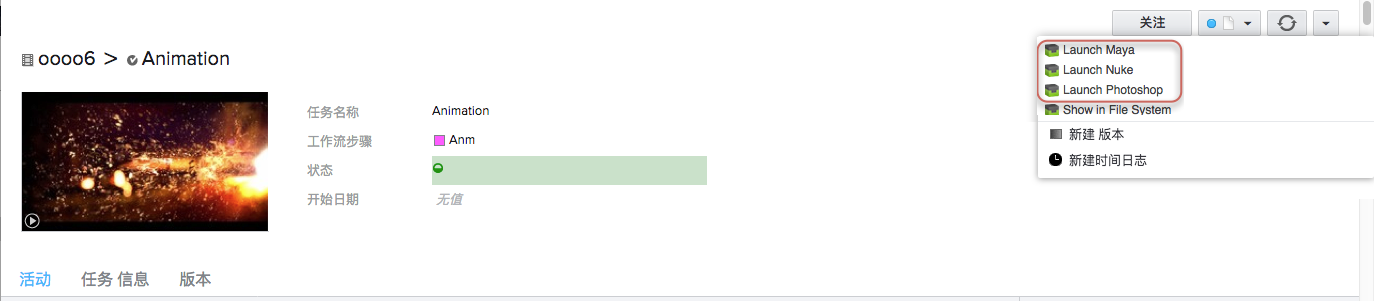 关注
Launch Maya
Launch Nuke
Launch Photoshop
Show in File System
新建 版本
新建时间日志
oooo6 > Animation
任务名称 Animation
工作流步骤 Anm
状态
开始日期 无值
活动 任务 信息 版本